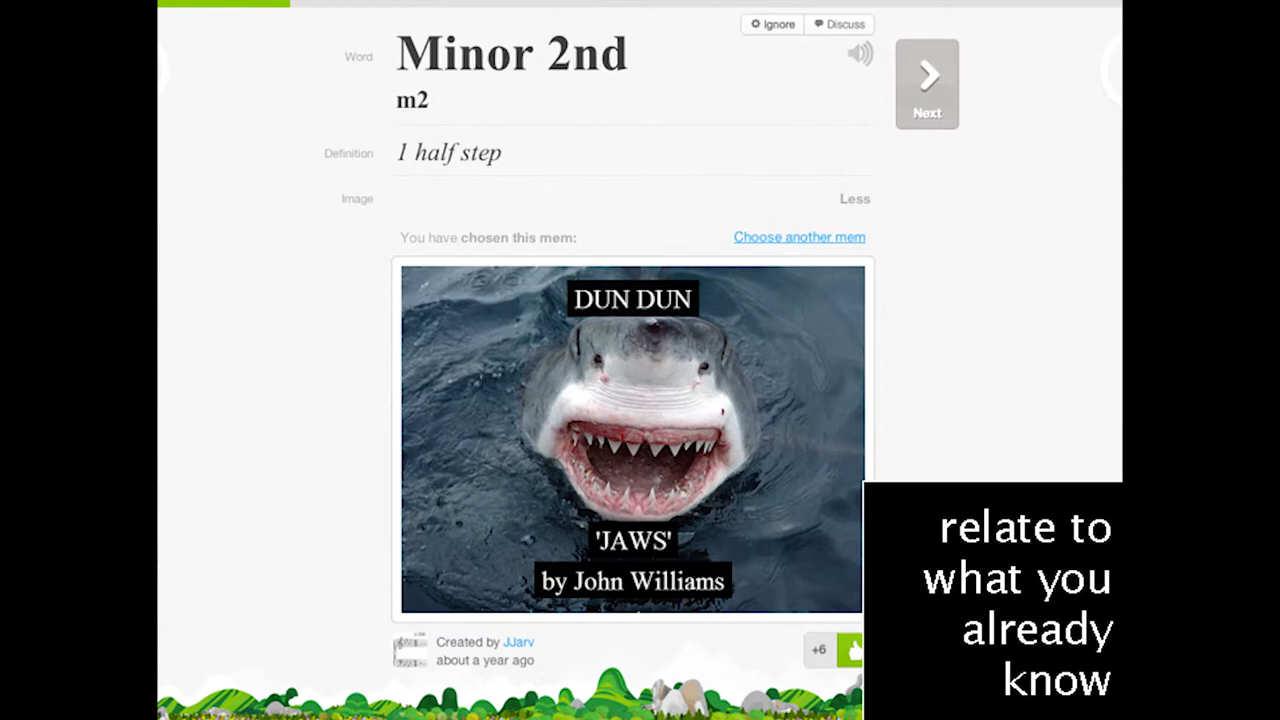 Ignore
Discuss
Word
Minor 2nd
m2
Next
Definition
1 half step
Image
Less
You have chosen this mem:
Choose another mem
DUN DUN
'JAWS'
by John Williams
Created by JJarv
about a year ago
+6
relate to
what you
already
know